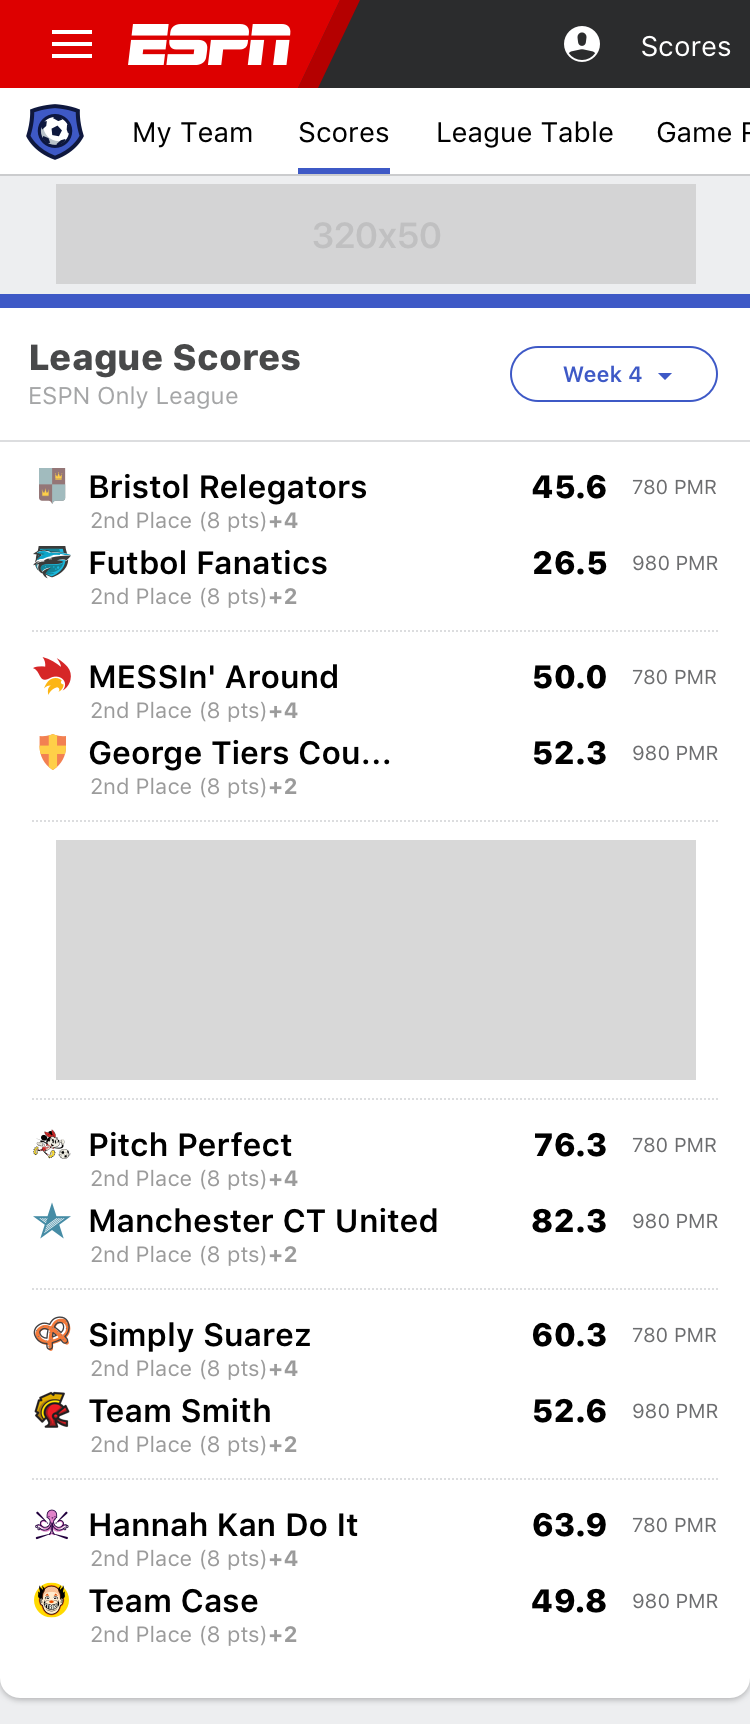 ESPN
Scores
My Team
Scores
League Table
Game F
320x50
League Scores
ESPN Only League
Week 4
Bristol Relegators 45.6 780 PMR
2nd Place (8 pts)+4
Futbol Fanatics 26.5 980 PMR
2nd Place (8 pts)+2
MESSIn' Around 50.0 780 PMR
2nd Place (8 pts)+4
George Tiers Cou... 52.3 980 PMR
2nd Place (8 pts)+2
Pitch Perfect 76.3 780 PMR
2nd Place (8 pts)+4
Manchester CT United 82.3 980 PMR
2nd Place (8 pts)+2
Simply Suarez 60.3 780 PMR
2nd Place (8 pts)+4
Team Smith 52.6 980 PMR
2nd Place (8 pts)+2
Hannah Kan Do It 63.9 780 PMR
2nd Place (8 pts)+4
Team Case 49.8 980 PMR
2nd Place (8 pts)+2